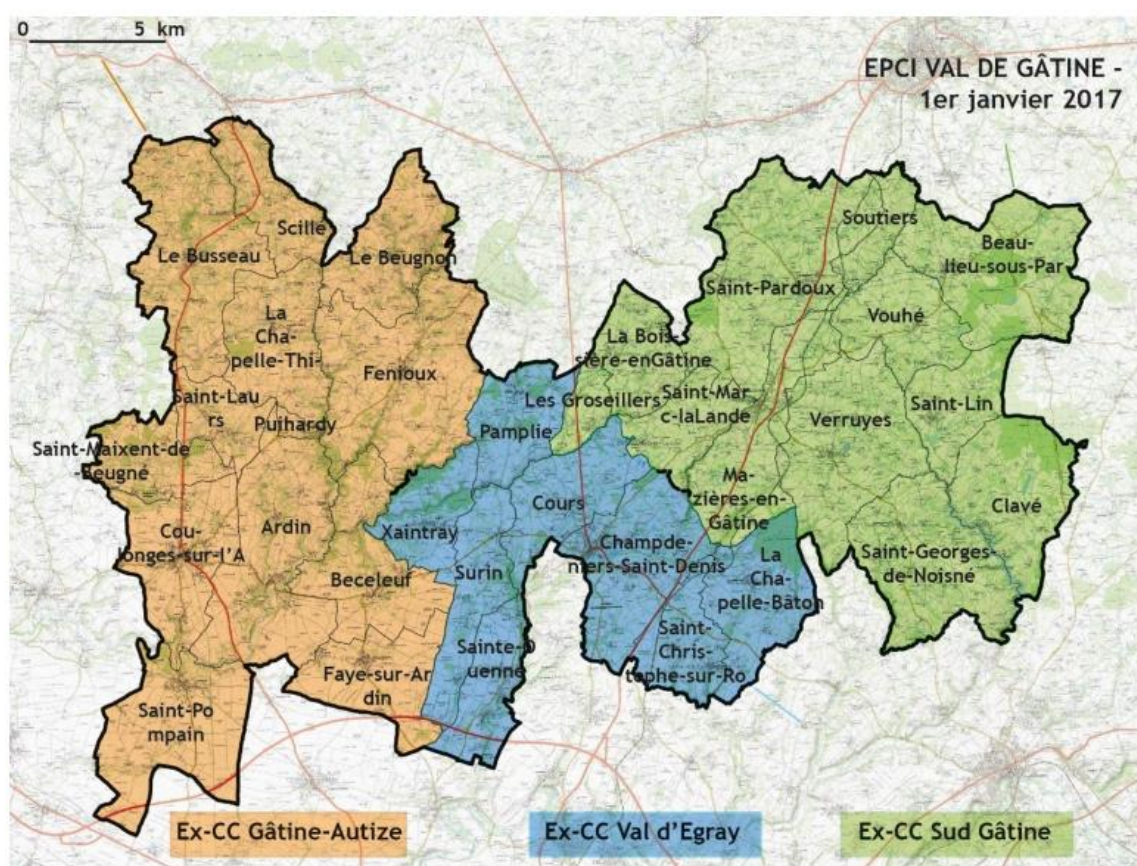 0 5 km
EPCI VAL DE GÂTINE -
1er janvier 2017
Scillé
Le Busseau
Le Beugnon
La
Cha-
pelle-Thi-
Fenioux
Saint-Lau
rs
Puihardy
Saint-Maixent-de
-Beugné
Cou-
longes-sur-l'A
Ardin
Beceleuf
Faye-sur-Ar
din
Saint-Po
mpain
Pamplie
Xaintray
Surin
Cours
Champde-
niers-Saint-Denis
Sainte-O
uenne
La
Cha-
pelle-Bâton
Saint-
Chris-
tophe-sur-Ro
Soutiers
Beau-
lieu-sous-Par
Saint-Pardoux
Vouhé
La Bois-
sière-enGâtine
Les Groseillers
Saint-Mar
c-laLande
Verruyes
Saint-Lin
Ma-
zières-en-
Gâtine
Clavé
Saint-Georges-
de-Noisné
Ex-CC Gâtine-Autize
Ex-CC Val d'Egray
Ex-CC Sud Gâtine